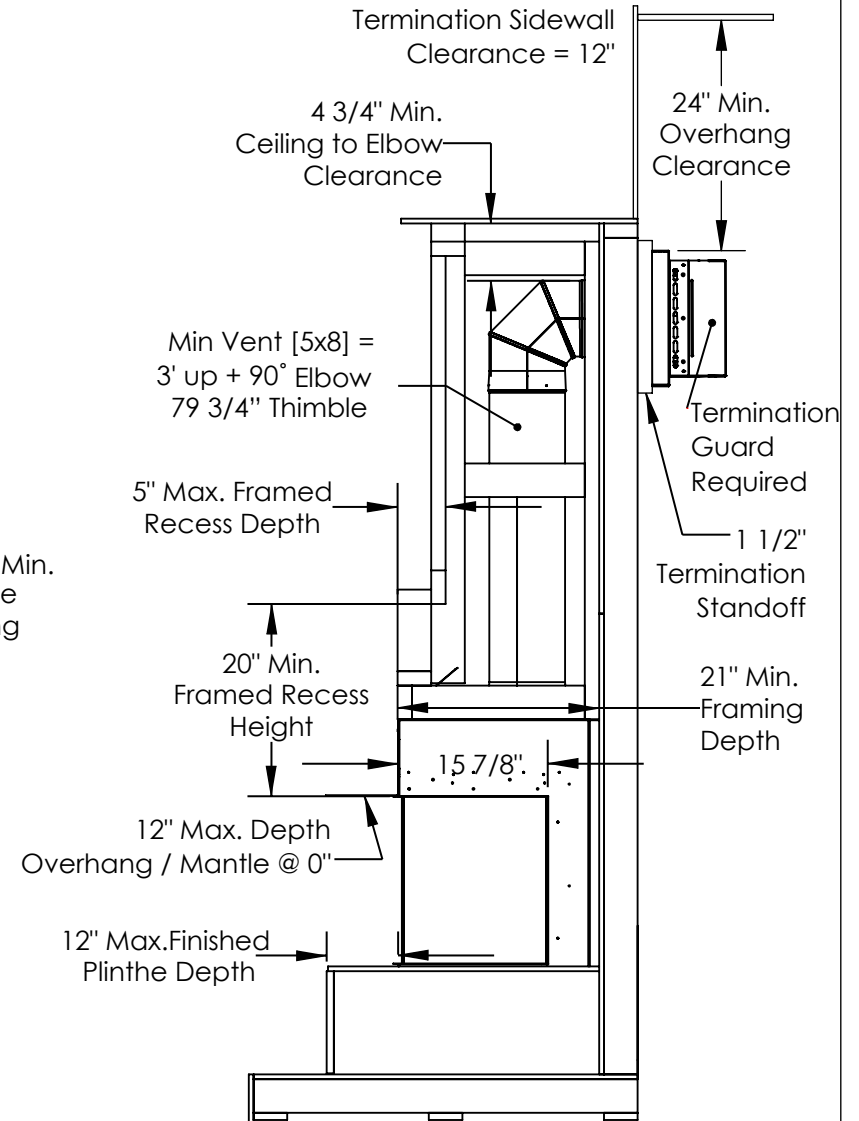 Termination Sidewall
Clearance = 12"
4 3/4" Min.
Ceiling to Elbow
Clearance
24" Min.
Overhang
Clearance
Min Vent [5x8] =
3' up + 90˚ Elbow
79 3/4” Thimble
Termination
Guard
Required
5" Max. Framed
Recess Depth
1 1/2"
Termination
Standoff
Min.
e
g
20" Min.
Framed Recess
Height
21" Min.
Framing
Depth
15 7/8"
12" Max. Depth
Overhang / Mantle @ 0"
12" Max.Finished
Plinthe Depth